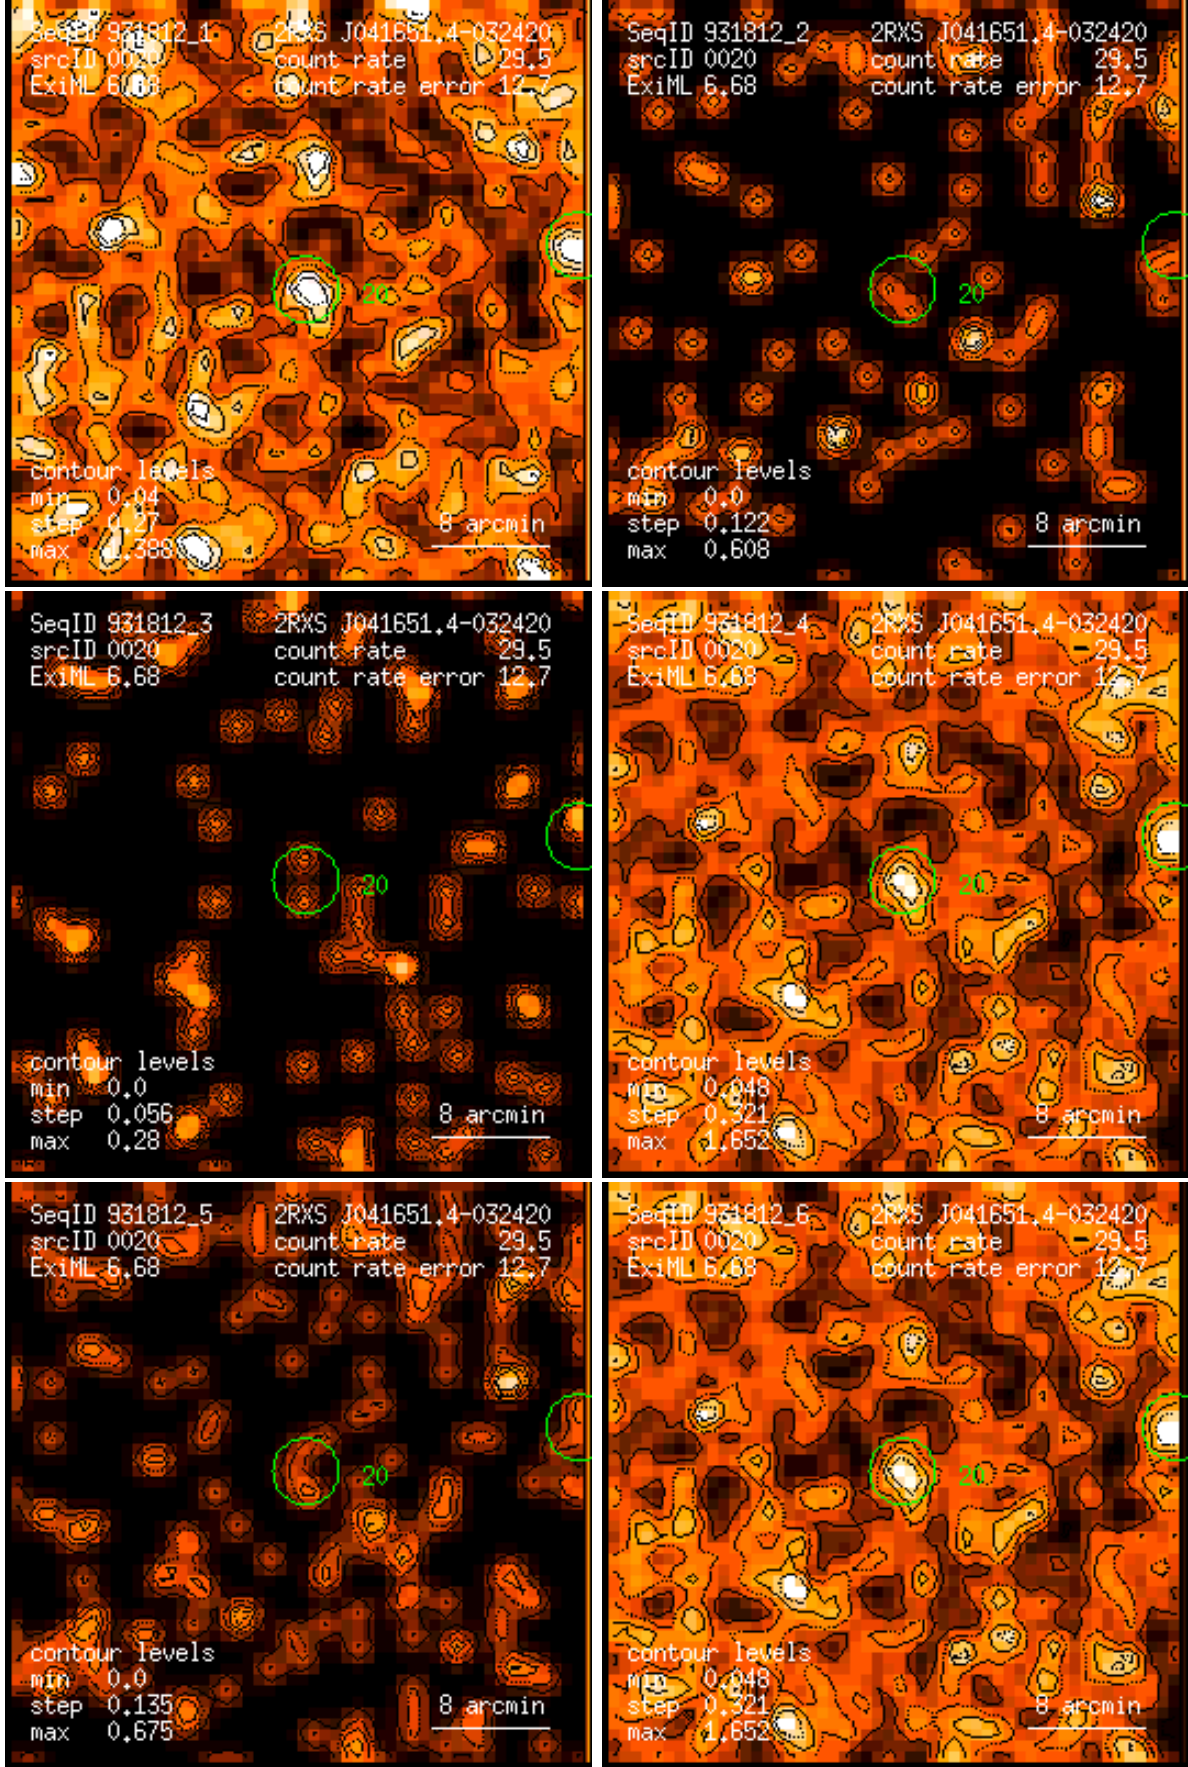 SeqID 931812_1 2RXS J041651.4-032420
srcID 0020 count rate 29.5
ExiML 6.68 count rate error 12.7
20
contour levels
min 0.04
step 0.27
max 1.388
8 arcmin
SeqID 931812_2 2RXS J041651.4-032420
srcID 0020 count rate 29.5
ExiML 6.68 count rate error 12.7
20
contour levels
min 0.0
step 0.122
max 0.608
8 arcmin
SeqID 931812_3 2RXS J041651.4-032420
srcID 0020 count rate 29.5
ExiML 6.68 count rate error 12.7
20
contour levels
min 0.0
step 0.056
max 0.28
8 arcmin
SeqID 931812_4 2RXS J041651.4-032420
srcID 0020 count rate 29.5
ExiML 6.68 count rate error 12.7
20
contour levels
min 0.048
step 0.321
max 1.652
8 arcmin
SeqID 931812_5 2RXS J041651.4-032420
srcID 0020 count rate 29.5
ExiML 6.68 count rate error 12.7
20
contour levels
min 0.0
step 0.135
max 0.675
8 arcmin
SeqID 931812_6 2RXS J041651.4-032420
srcID 0020 count rate 29.5
ExiML 6.68 count rate error 12.7
20
contour levels
min 0.048
step 0.321
max 1.652
8 arcmin